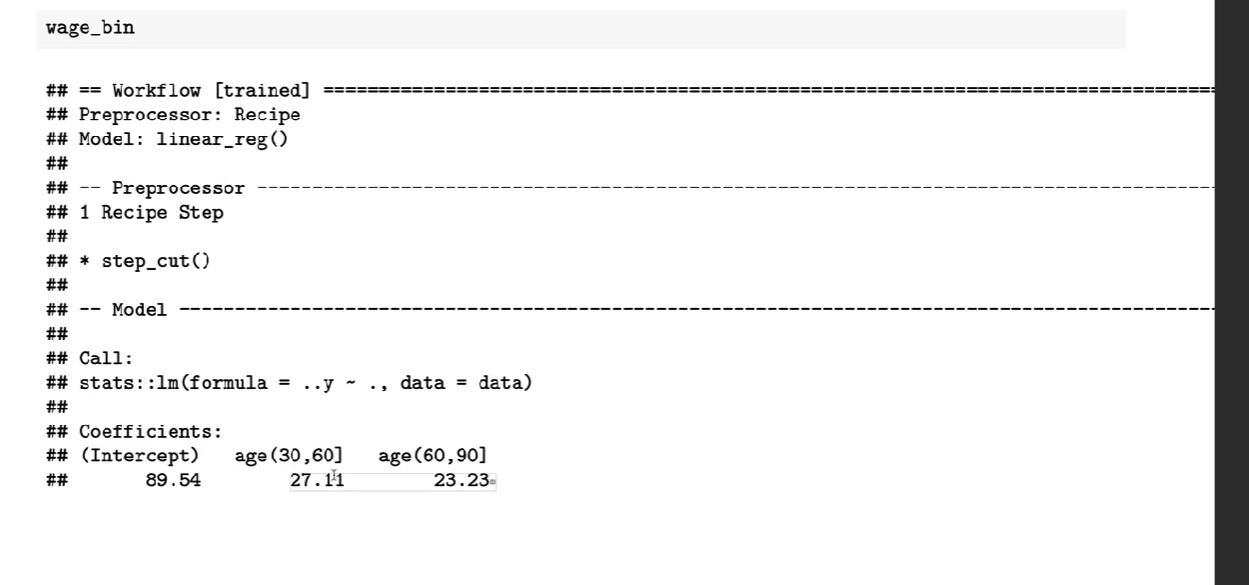 wage_bin
## == Workflow [trained] ================================================================================
## Preprocessor: Recipe
## Model: linear_reg()
##
## -- Preprocessor ---------------------------------------------------------------------------------------
## 1 Recipe Step
##
## * step_cut()
##
## -- Model ----------------------------------------------------------------------------------------------
##
## Call:
## stats::lm(formula = ..y ~ ., data = data)
##
## Coefficients:
## (Intercept)   age(30,60]   age(60,90]
##       89.54        27.11        23.23